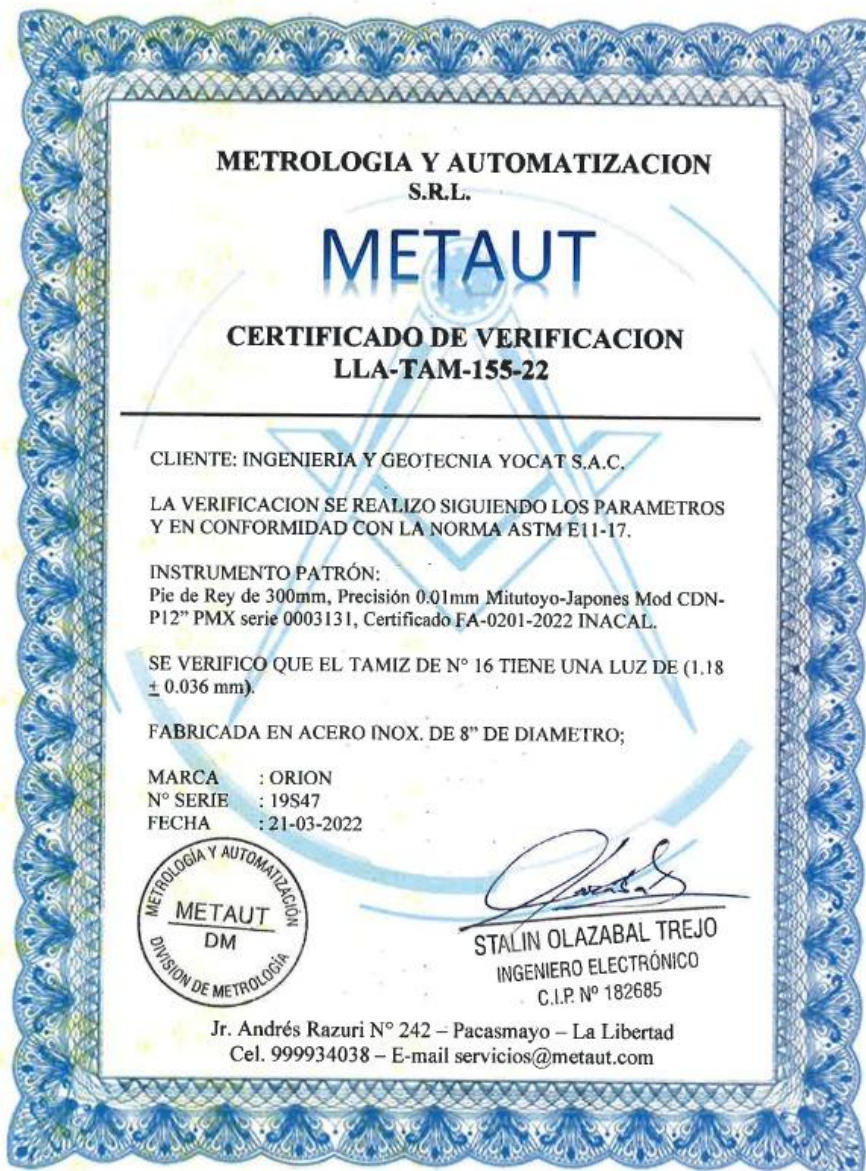 METROLOGIA Y AUTOMATIZACION
S.R.L.
METAUT
CERTIFICADO DE VERIFICACION
LLA-TAM-155-22
CLIENTE: INGENIERIA Y GEOTECNIA YOCAT S.A.C.
LA VERIFICACION SE REALIZO SIGUIENDO LOS PARAMETROS
Y EN CONFORMIDAD CON LA NORMA ASTM E11-17.
INSTRUMENTO PATRÓN:
Pie de Rey de 300mm, Precisión 0.01mm Mitutoyo-Japones Mod CDN-
P12” PMX serie 0003131, Certificado FA-0201-2022 INACAL.
SE VERIFICO QUE EL TAMIZ DE N° 16 TIENE UNA LUZ DE (1.18
± 0.036 mm).
FABRICADA EN ACERO INOX. DE 8” DE DIAMETRO;
MARCA : ORION
N° SERIE : 19S47
FECHA : 21-03-2022
METROLOGÍA Y AUTOMATIZACIÓN
METAUT
DM
DIVISION DE METROLOGÍA
STALIN OLAZABAL TREJO
INGENIERO ELECTRÓNICO
C.I.P. Nº 182685
Jr. Andrés Razuri N° 242 – Pacasmayo – La Libertad
Cel. 999934038 – E-mail servicios@metaut.com